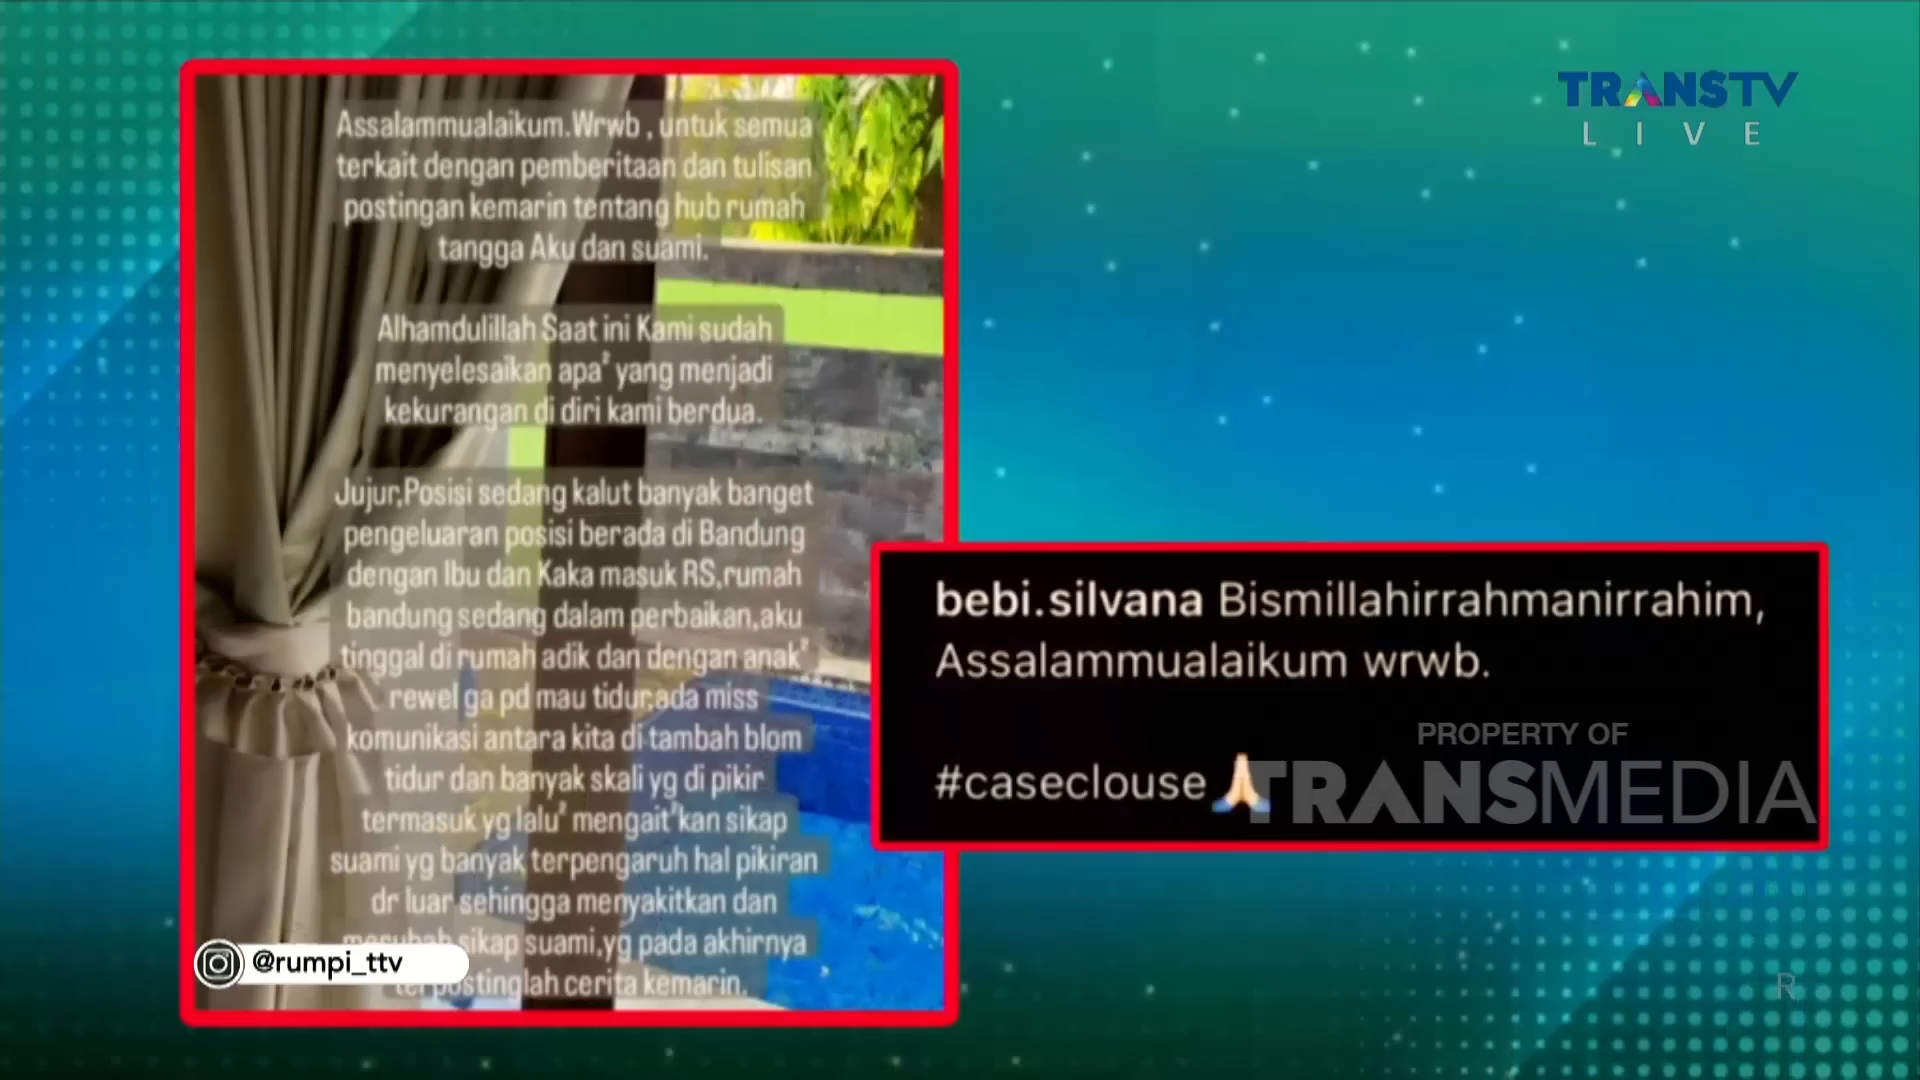 TRANSTV
LIVE
Assalammualaikum.Wrwb , untuk semua
terkait dengan pemberitaan dan tulisan
postingan kemarin tentang hub rumah
tangga Aku dan suami.
Alhamdulillah Saat ini Kami sudah
menyelesaikan apa² yang menjadi
kekurangan di diri kami berdua.
Jujur,Posisi sedang kalut banyak banget
pengeluaran posisi berada di Bandung
dengan Ibu dan Kaka masuk RS,rumah
bandung sedang dalam perbaikan,aku
tinggal di rumah adik dan dengan anak²
rewel ga pd mau tidur,ada miss
komunikasi antara kita di tambah blom
tidur dan banyak skali yg di pikir
termasuk yg lalu² mengait²kan sikap
suami yg banyak terpengaruh hal pikiran
dr luar sehingga menyakitkan dan
sikap suami,yg pada akhirnya
cerita kemarin.
@rumpi_ttv
bebi.silvana Bismillahirrahmanirrahim,
Assalammualaikum wrwb.
#caseclouse🙏
PROPERTY OF
TRANSMEDIA
R